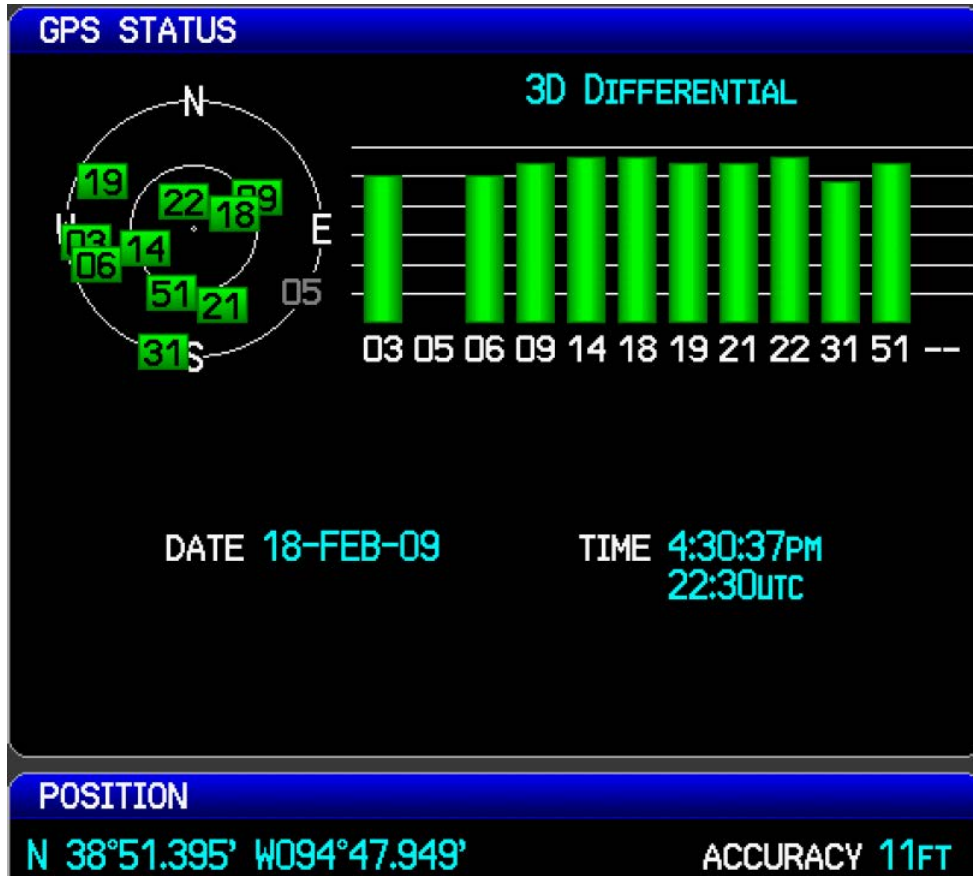 GPS STATUS
3D DIFFERENTIAL
N
19
22 09
18
E
W
03
14
06
51
21
05
31
S
03 05 06 09 14 18 19 21 22 31 51 --
DATE 18-FEB-09
TIME 4:30:37PM
22:30UTC
POSITION
N 38°51.395' W094°47.949'
ACCURACY 11FT